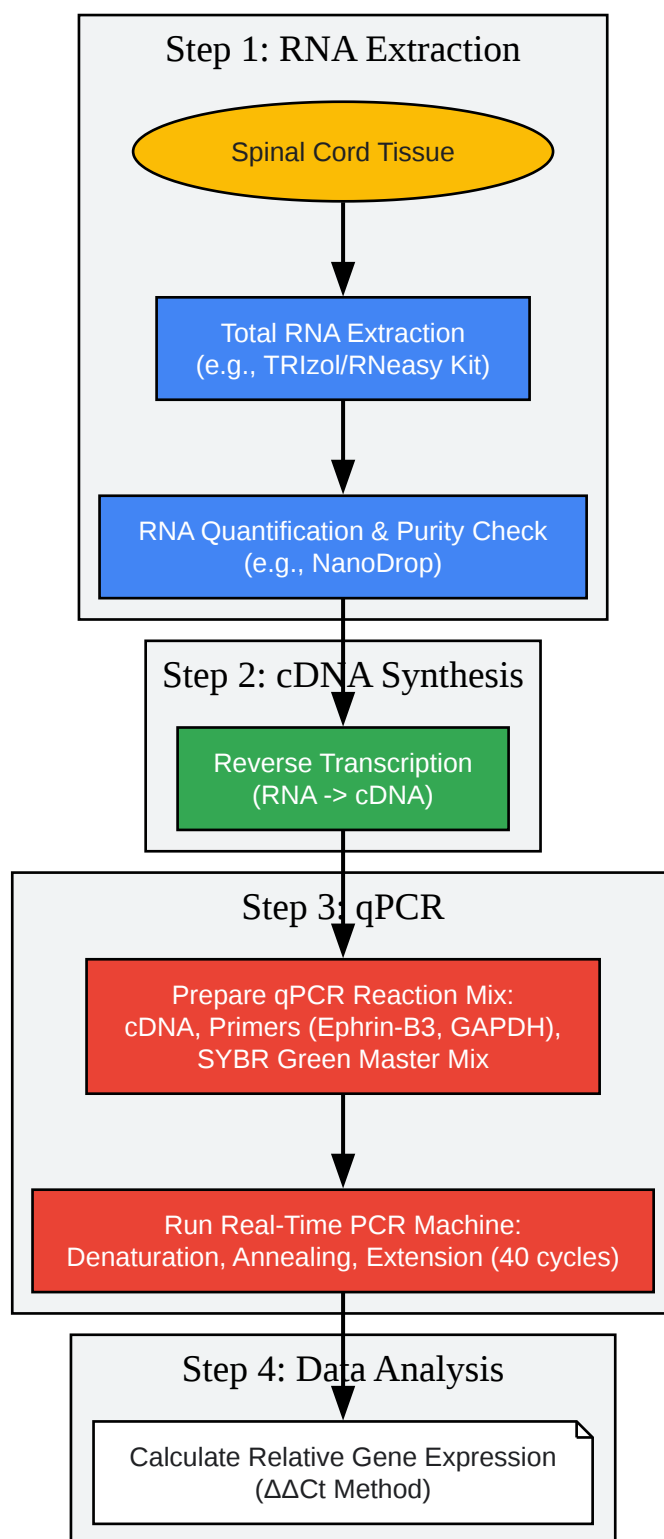 Step 1: RNA Extraction
Spinal Cord Tissue
Total RNA Extraction
(e.g., TRIzol/RNeasy Kit)
RNA Quantification & Purity Check
(e.g., NanoDrop)
Step 2: cDNA Synthesis
Reverse Transcription
(RNA -> cDNA)
Step 3: qPCR
Prepare qPCR Reaction Mix:
cDNA, Primers (Ephrin-B3, GAPDH),
SYBR Green Master Mix
Run Real-Time PCR Machine:
Denaturation, Annealing, Extension (40 cycles)
Step 4: Data Analysis
Calculate Relative Gene Expression
(ΔΔCt Method)